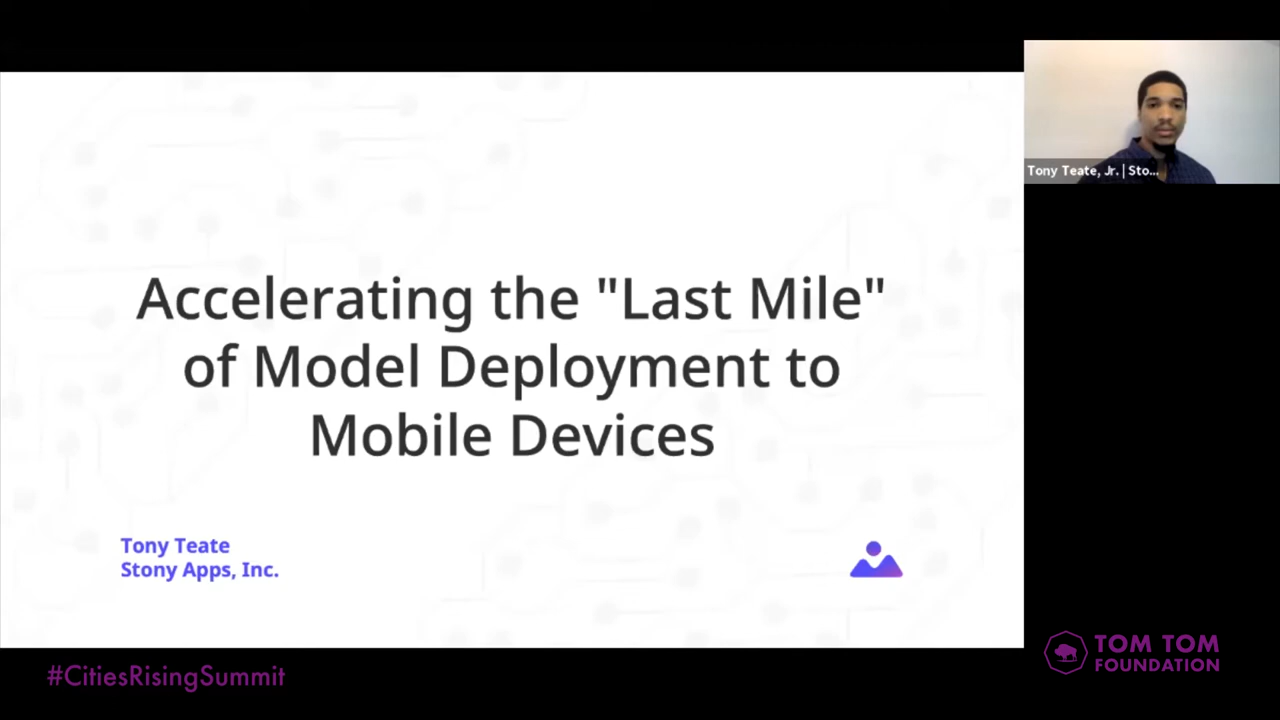 Accelerating the "Last Mile"
of Model Deployment to
Mobile Devices
Tony Teate
Stony Apps, Inc.
Tony Teate, Jr. | Sto...
#CitiesRisingSummit
TOM TOM
FOUNDATION